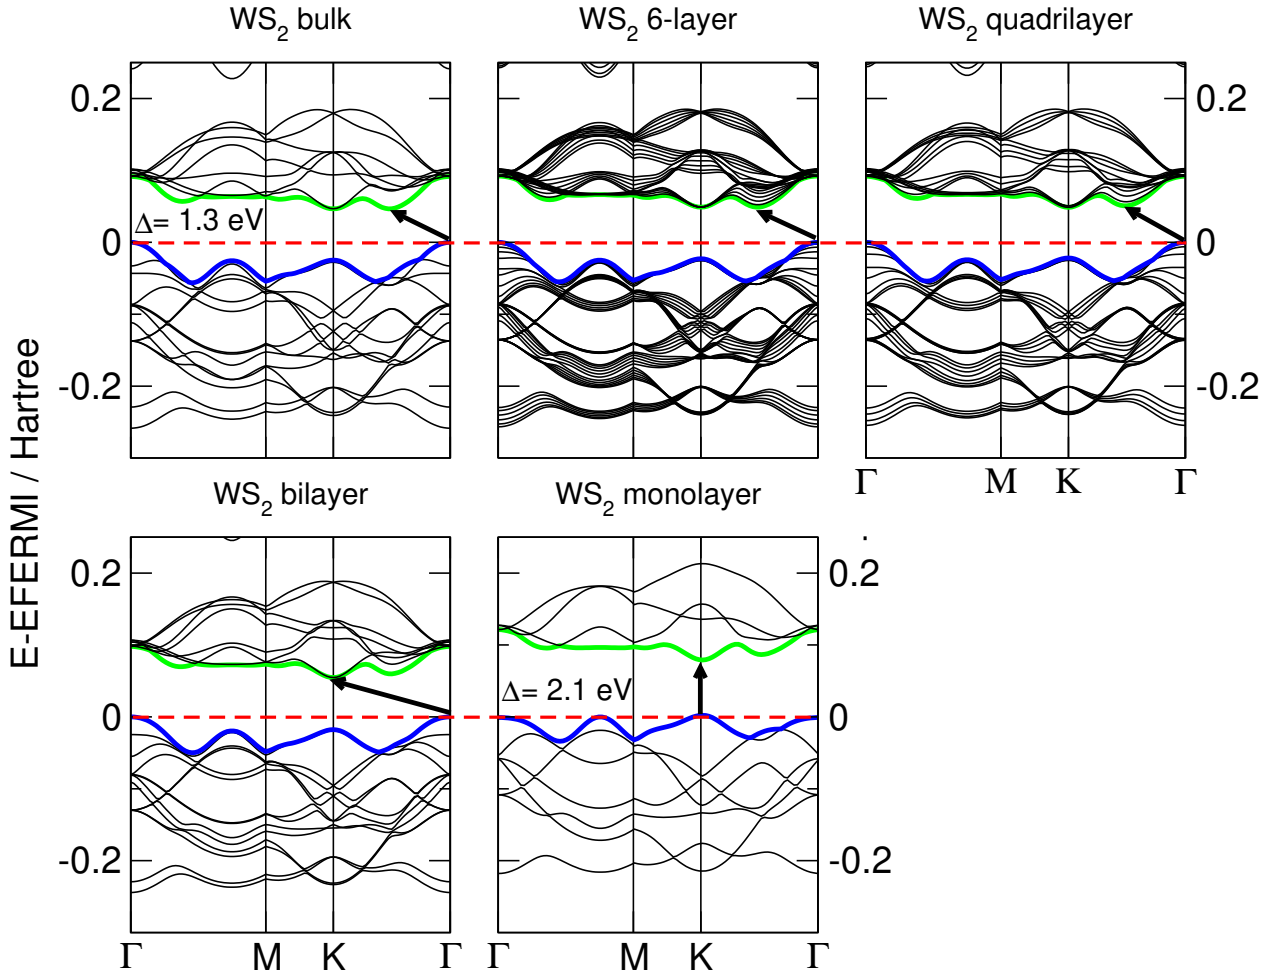 WS2 bulk
WS2 6-layer
WS2 quadrilayer
0.2
0
-0.2
Δ= 1.3 eV
0.2
0
-0.2
Γ M K Γ
E-EFERMI / Hartree
WS2 bilayer
WS2 monolayer
0.2
0
-0.2
Δ= 2.1 eV
0.2
0
-0.2
Γ M K Γ
Γ M K Γ